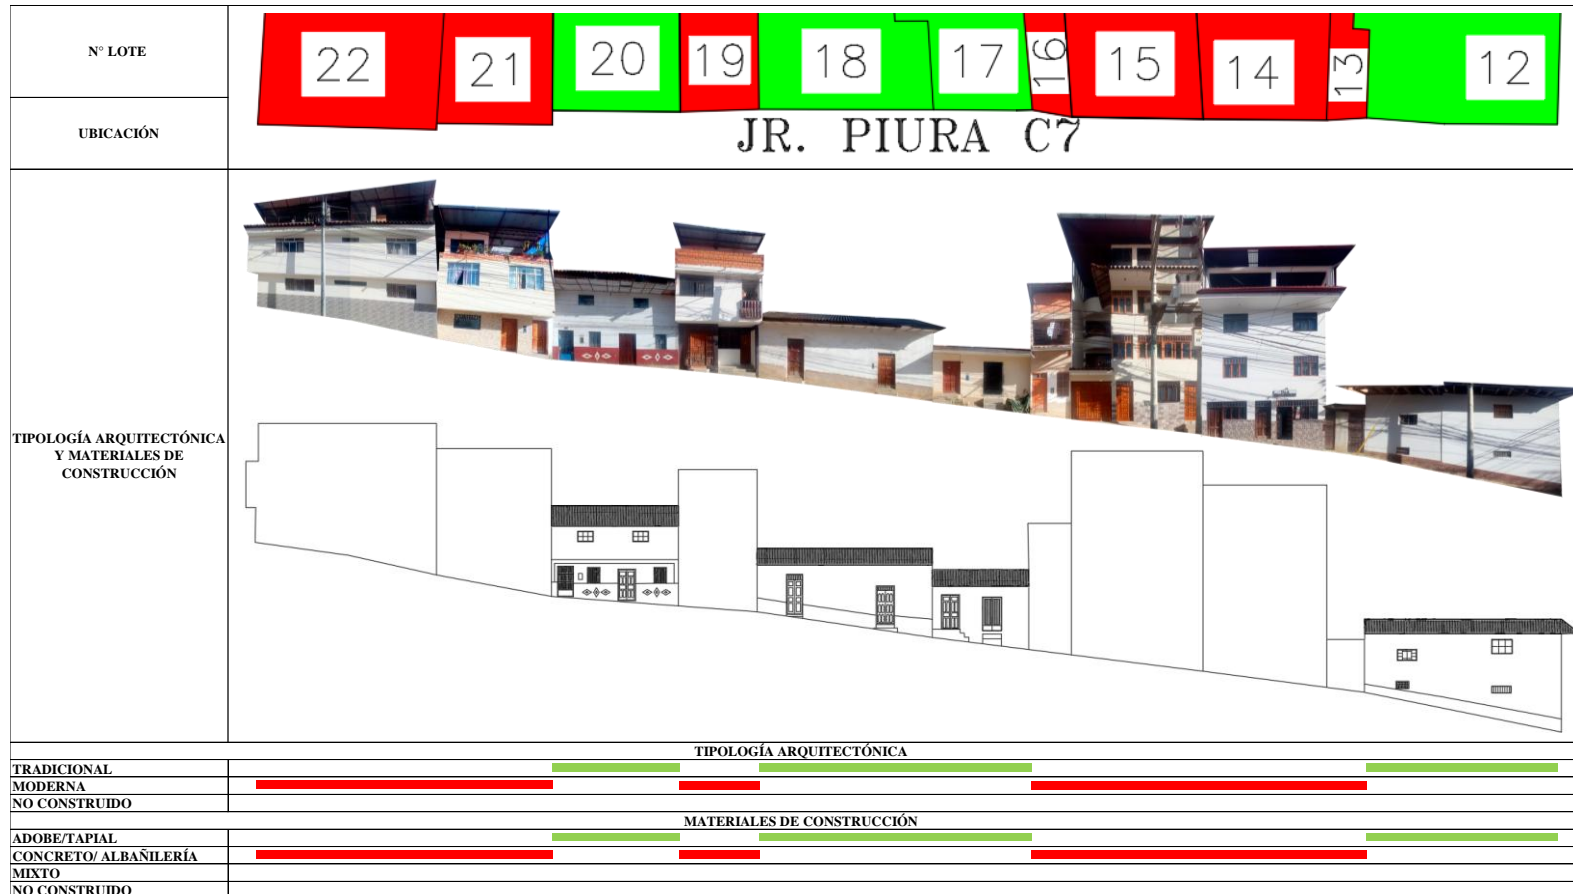 N° LOTE
22 21 20 19 18 17 16 15 14 13 12
UBICACIÓN
JR. PIURA C7
TIPOLOGÍA ARQUITECTÓNICA
Y MATERIALES DE
CONSTRUCCIÓN
TIPOLOGÍA ARQUITECTÓNICA
TRADICIONAL
MODERNA
NO CONSTRUIDO
MATERIALES DE CONSTRUCCIÓN
ADOBE/TAPIAL
CONCRETO/ ALBAÑILERÍA
MIXTO
NO CONSTRUIDO